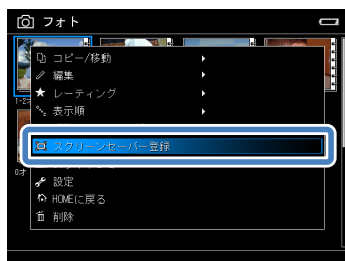 フォト
コピー/移動
編集
レーティング
表示順
スクリーンセーバー登録
設定
HOMEに戻る
削除